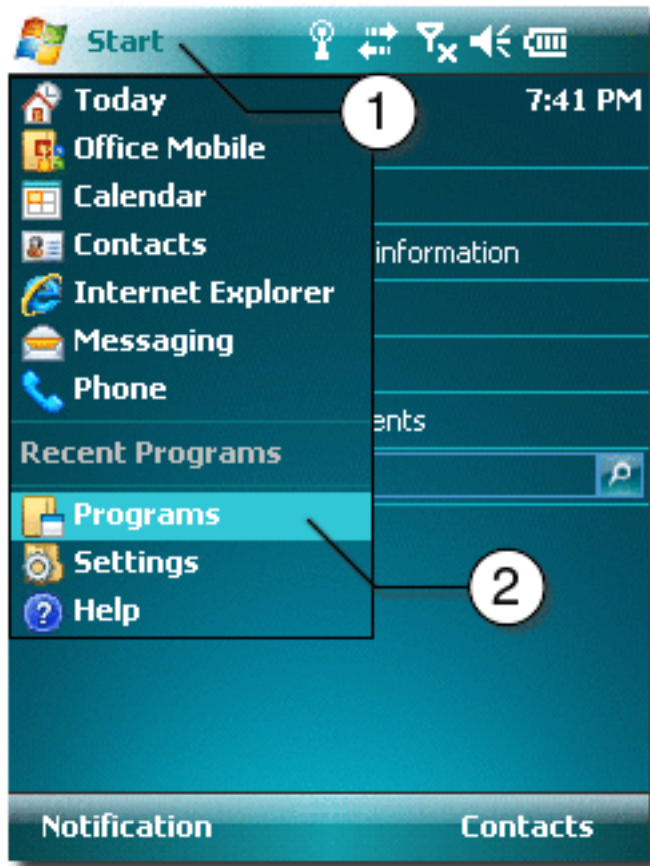 Start
1
7:41 PM
Today
Office Mobile
Calendar
Contacts
information
Internet Explorer
Messaging
Phone
ents
Recent Programs
Programs
Settings
2
Help
Notification
Contacts